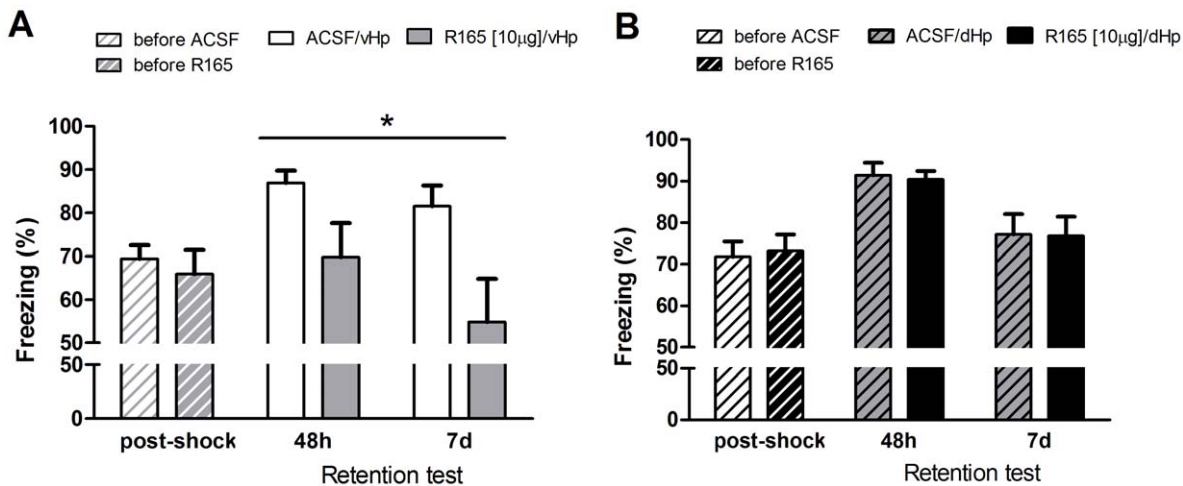 A
before ACSF ACSF/vHp R165 [10µg]/vHp
before R165
*
Freezing (%)
100
90
80
70
60
50
50
0
post-shock 48h 7d
Retention test
B
before ACSF ACSF/dHp R165 [10µg]/dHp
before R165
Freezing (%)
100
90
80
70
60
50
50
0
post-shock 48h 7d
Retention test